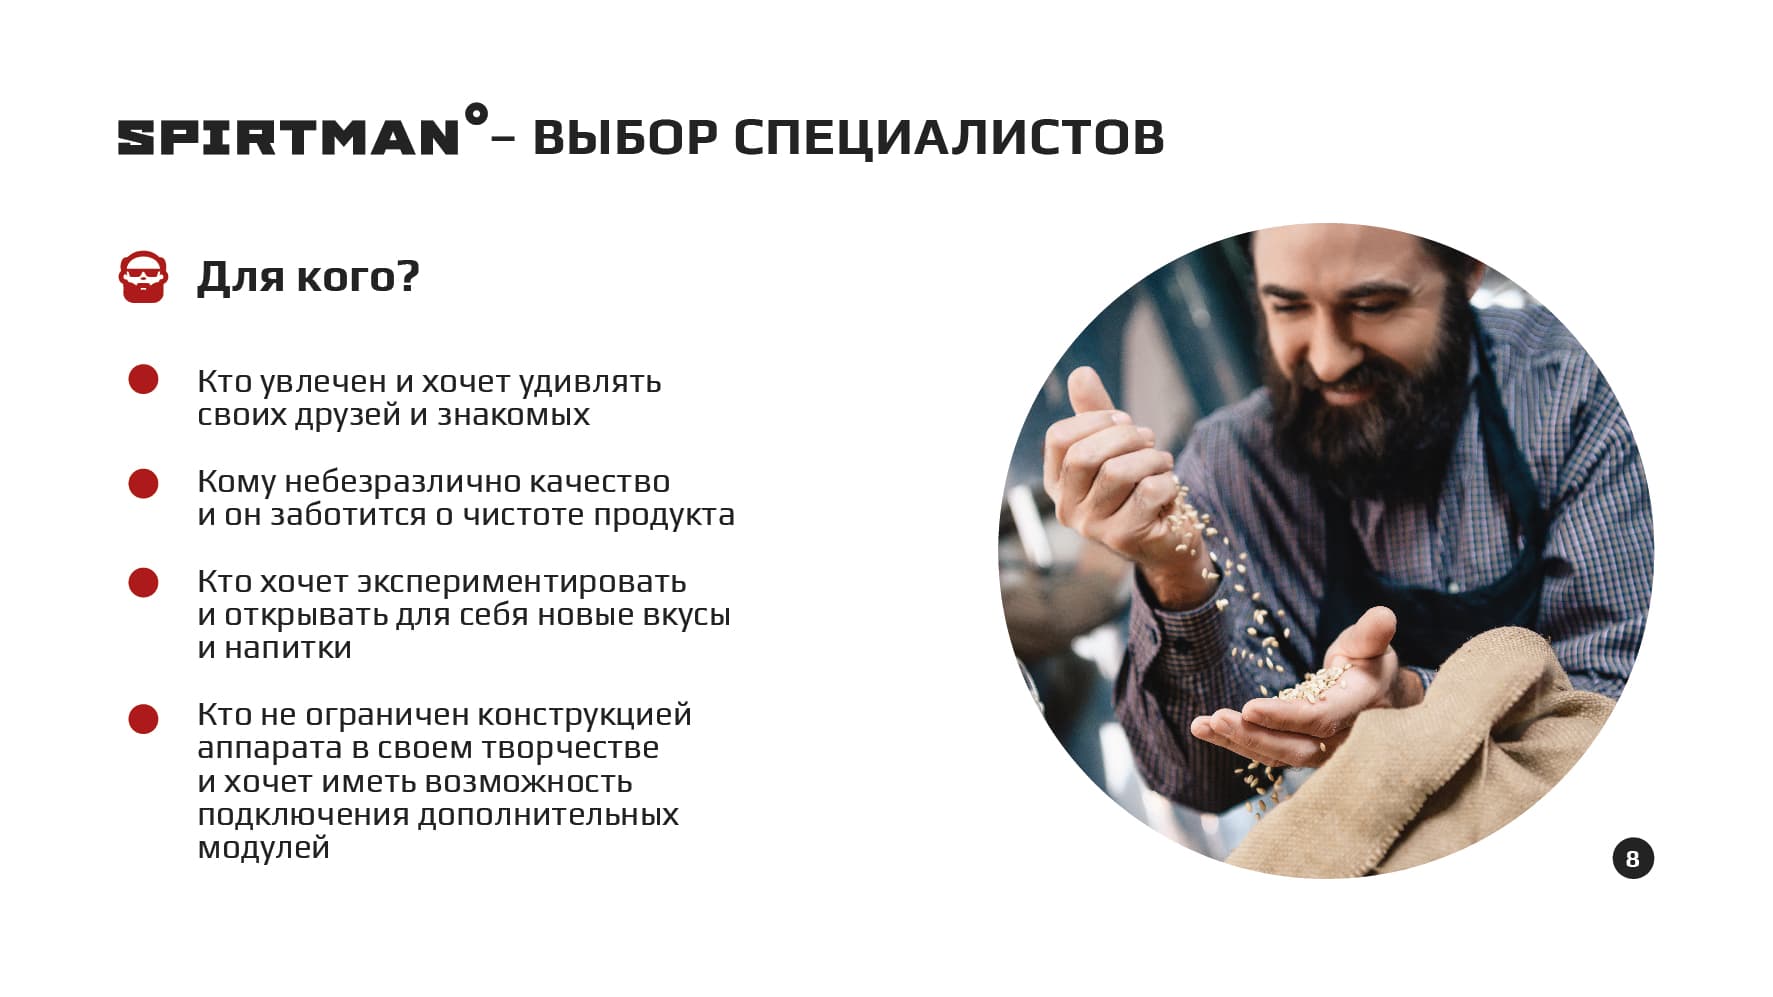 SPIRTMAN° – ВЫБОР СПЕЦИАЛИСТОВ
Для кого?
Кто увлечен и хочет удивлять
своих друзей и знакомых
Кому небезразлично качество
и он заботится о чистоте продукта
Кто хочет экспериментировать
и открывать для себя новые вкусы
и напитки
Кто не ограничен конструкцией
аппарата в своем творчестве
и хочет иметь возможность
подключения дополнительных
модулей
8